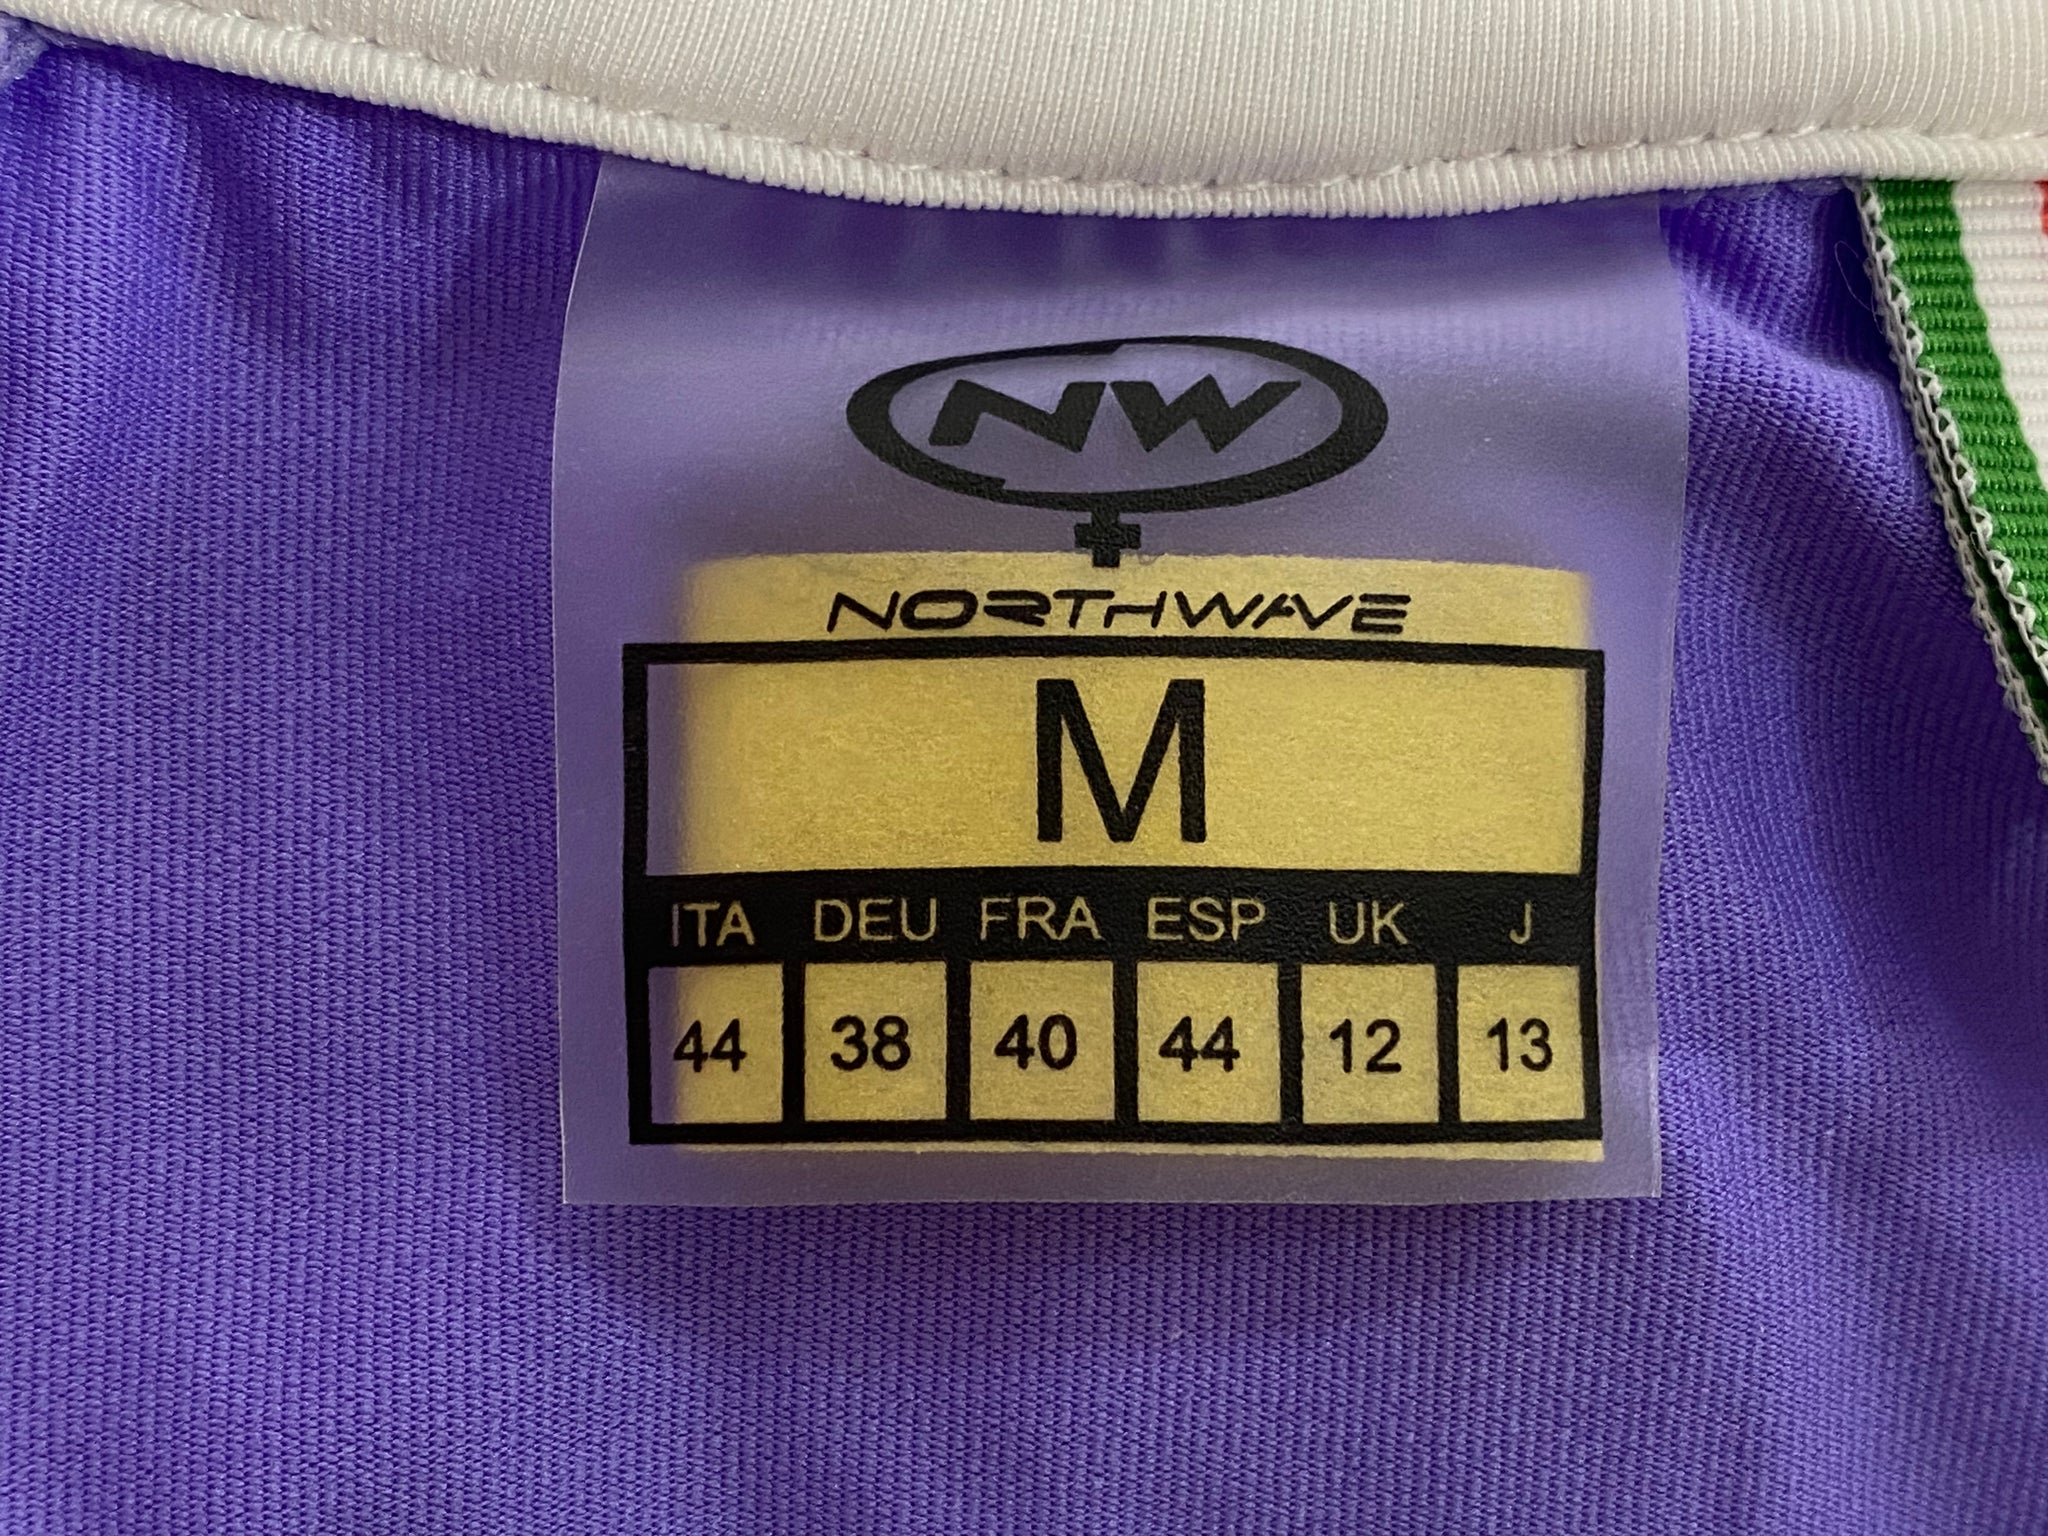 NW
NORTHWAVE
M
ITA DEU FRA ESP UK J
44 38 40 44 12 13